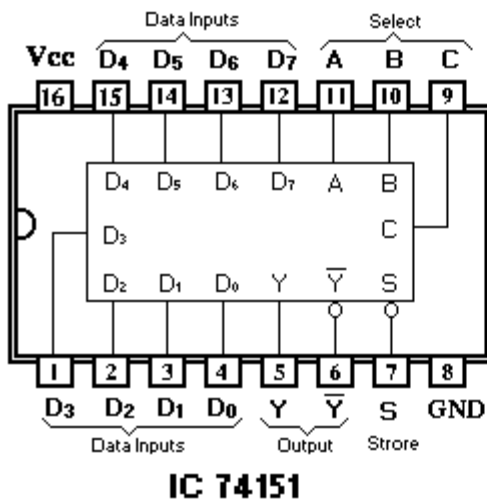 Data Inputs Select
Vcc D₄ D₅ D₆ D₇ A B C
16 15 14 13 12 11 10 9
D₄ D₅ D₆ D₇ A B
D₃ C
D₂ D₁ D₀ Y Y̅ S
1 2 3 4 5 6 7 8
D₃ D₂ D₁ D₀ Y Y̅ S GND
Data Inputs Output Strore
IC 74151